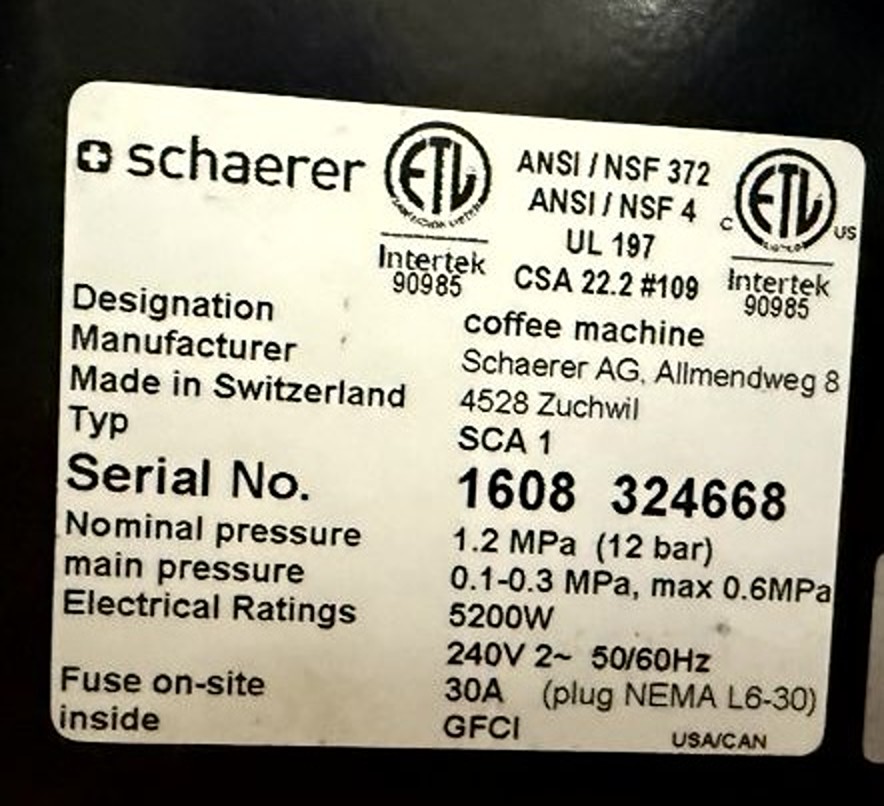 schaerer
ETL
Intertek
90985
ANSI / NSF 372
ANSI / NSF 4
UL 197
CSA 22.2 #109
C ETL US
LISTED
Intertek
90985
Designation coffee machine
Manufacturer Schaerer AG, Allmendweg 8
Made in Switzerland 4528 Zuchwil
Typ SCA 1
Serial No. 1608 324668
Nominal pressure 1.2 MPa (12 bar)
main pressure 0.1-0.3 MPa, max 0.6MPa
Electrical Ratings 5200W
240V 2~ 50/60Hz
Fuse on-site 30A (plug NEMA L6-30)
inside GFCI
USA/CAN